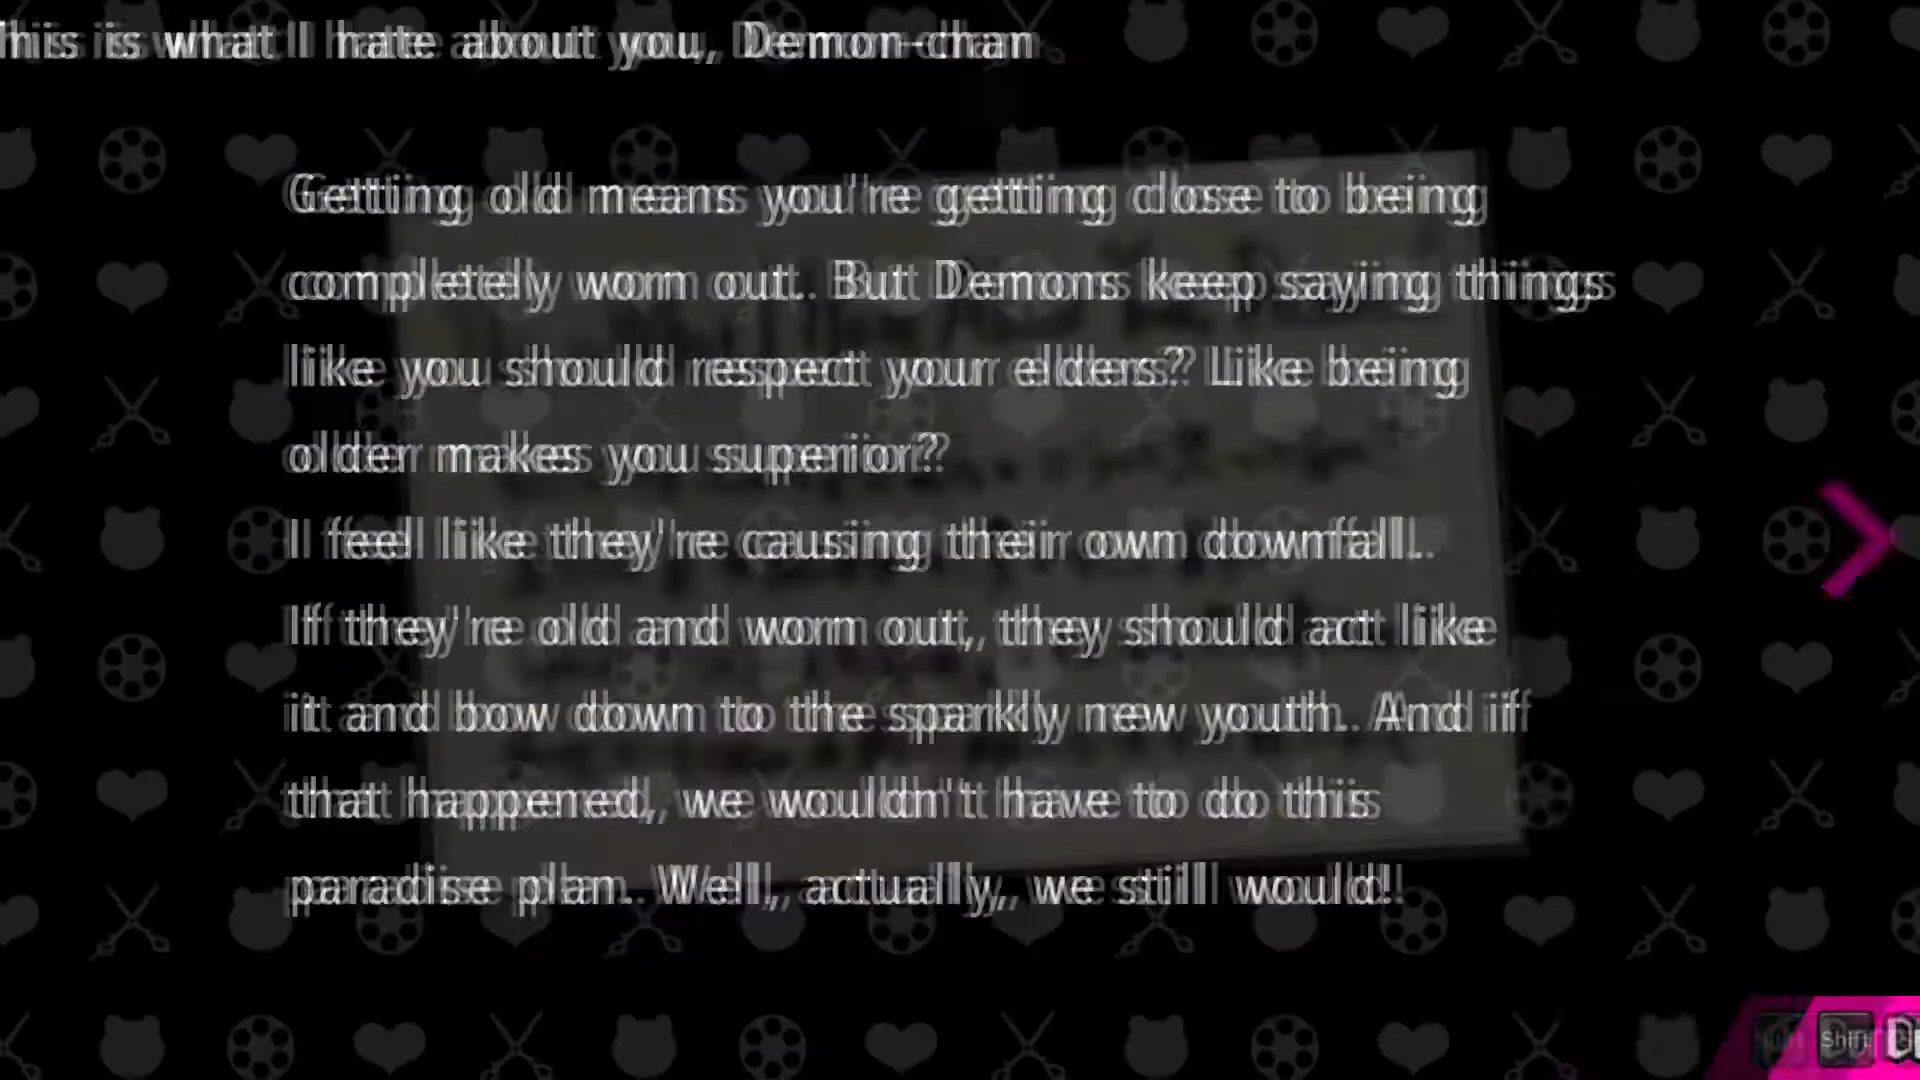 his is what I hate about you, Demon-chan
Getting old means you're getting close to being
completely worn out. But Demons keep saying things
like you should respect your elders? Like being
older makes you superior?
I feel like they're causing their own downfall.
If they're old and worn out, they should act like
it and bow down to the sparkly new youth. And if
that happened, we wouldn't have to do this
paradise plan. Well, actually, we still would!
Shift